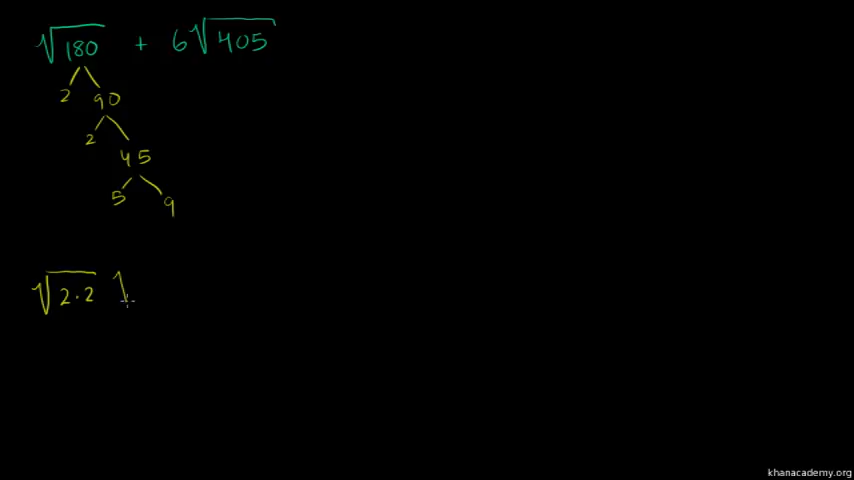 √180 + 6√405
2 90
2 45
5 9
√2·2 √
khanacademy.org